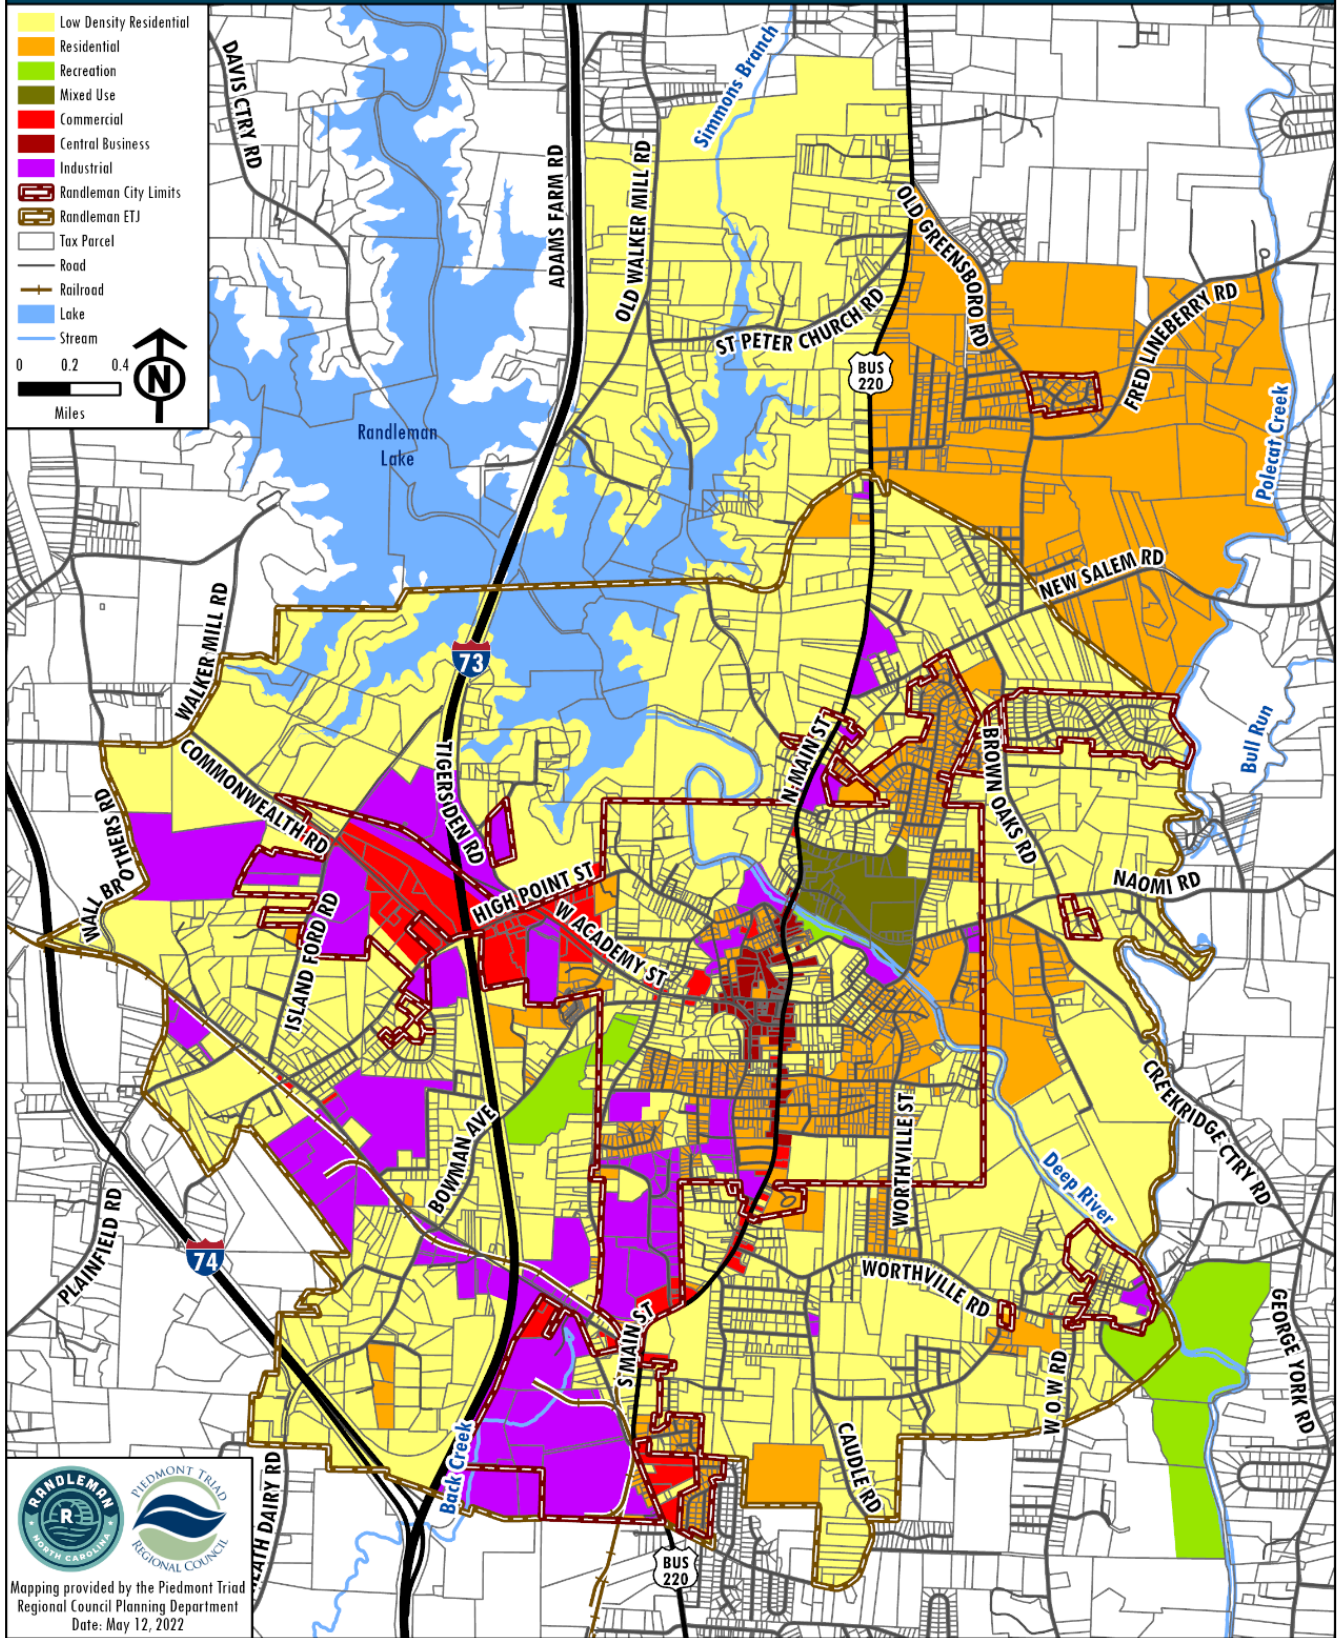 Low Density Residential
Residential
Recreation
Mixed Use
Commercial
Central Business
Industrial
Randleman City Limits
Randleman ETJ
Tax Parcel
Road
Railroad
Lake
Stream
0 0.2 0.4
Miles
N
DAVIS CTRY RD
ADAMS FARM RD
OLD WALKER MILL RD
Simmons Branch
OLD GREENSBORO RD
ST PETER CHURCH RD
BUS
220
FRED LINEBERRY RD
Polecat Creek
Randleman
Lake
NEW SALEM RD
WALKER MILL RD
73
COMMONWEALTH RD
TIGERS DEN RD
N MAIN ST
BROWN OAKS RD
Bull Run
WALL BROTHERS RD
HIGH POINT ST
NAOMI RD
ISLAND FORD RD
W ACADEMY ST
CREEKRIDGE CTRY RD
BOWMAN AVE
WORTHVILLE ST
Deep River
PLAINFIELD RD
74
WORTHVILLE RD
GEORGE YORK RD
S MAIN ST
W O W RD
CAUDLE RD
Back Creek
HEATH DAIRY RD
BUS
220
RANDLEMAN
R
NORTH CAROLINA
PIEDMONT TRIAD
REGIONAL COUNCIL
Mapping provided by the Piedmont Triad
Regional Council Planning Department
Date: May 12, 2022